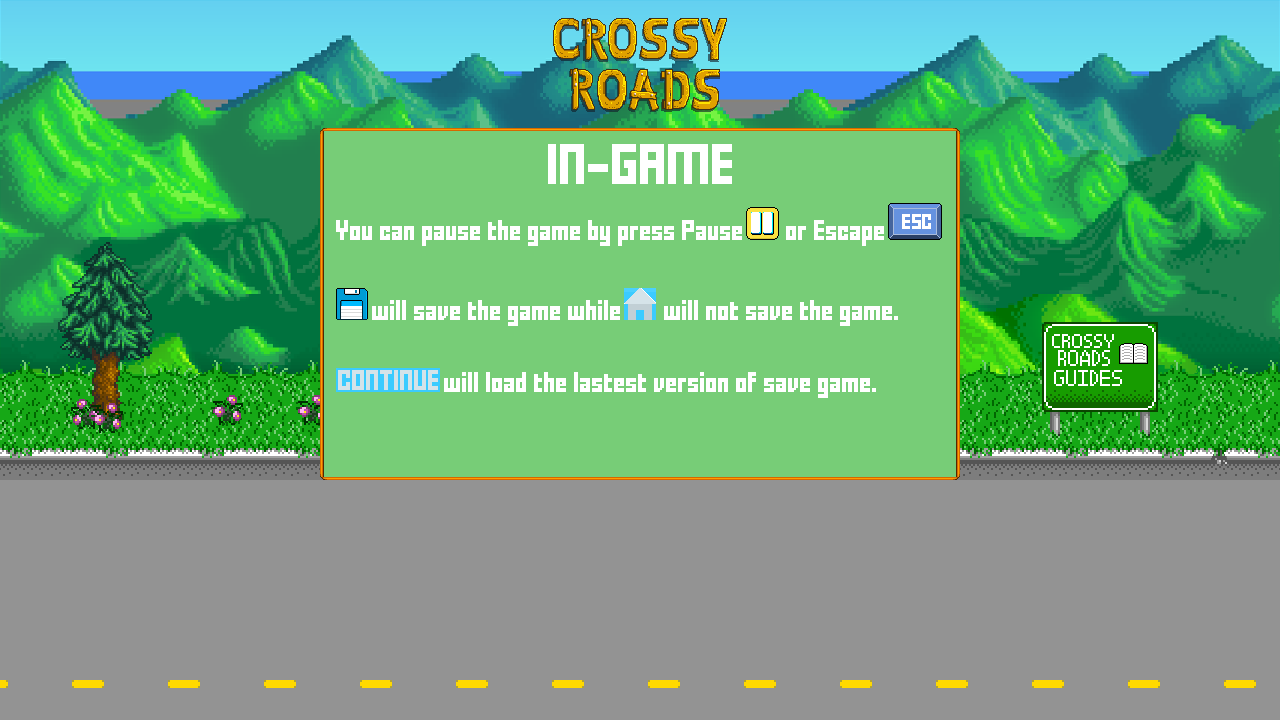 CROSSY
ROADS
IN-GAME
You can pause the game by press Pause or Escape ESC
will save the game while will not save the game.
CONTINUE will load the lastest version of save game.
CROSSY
ROADS
GUIDES